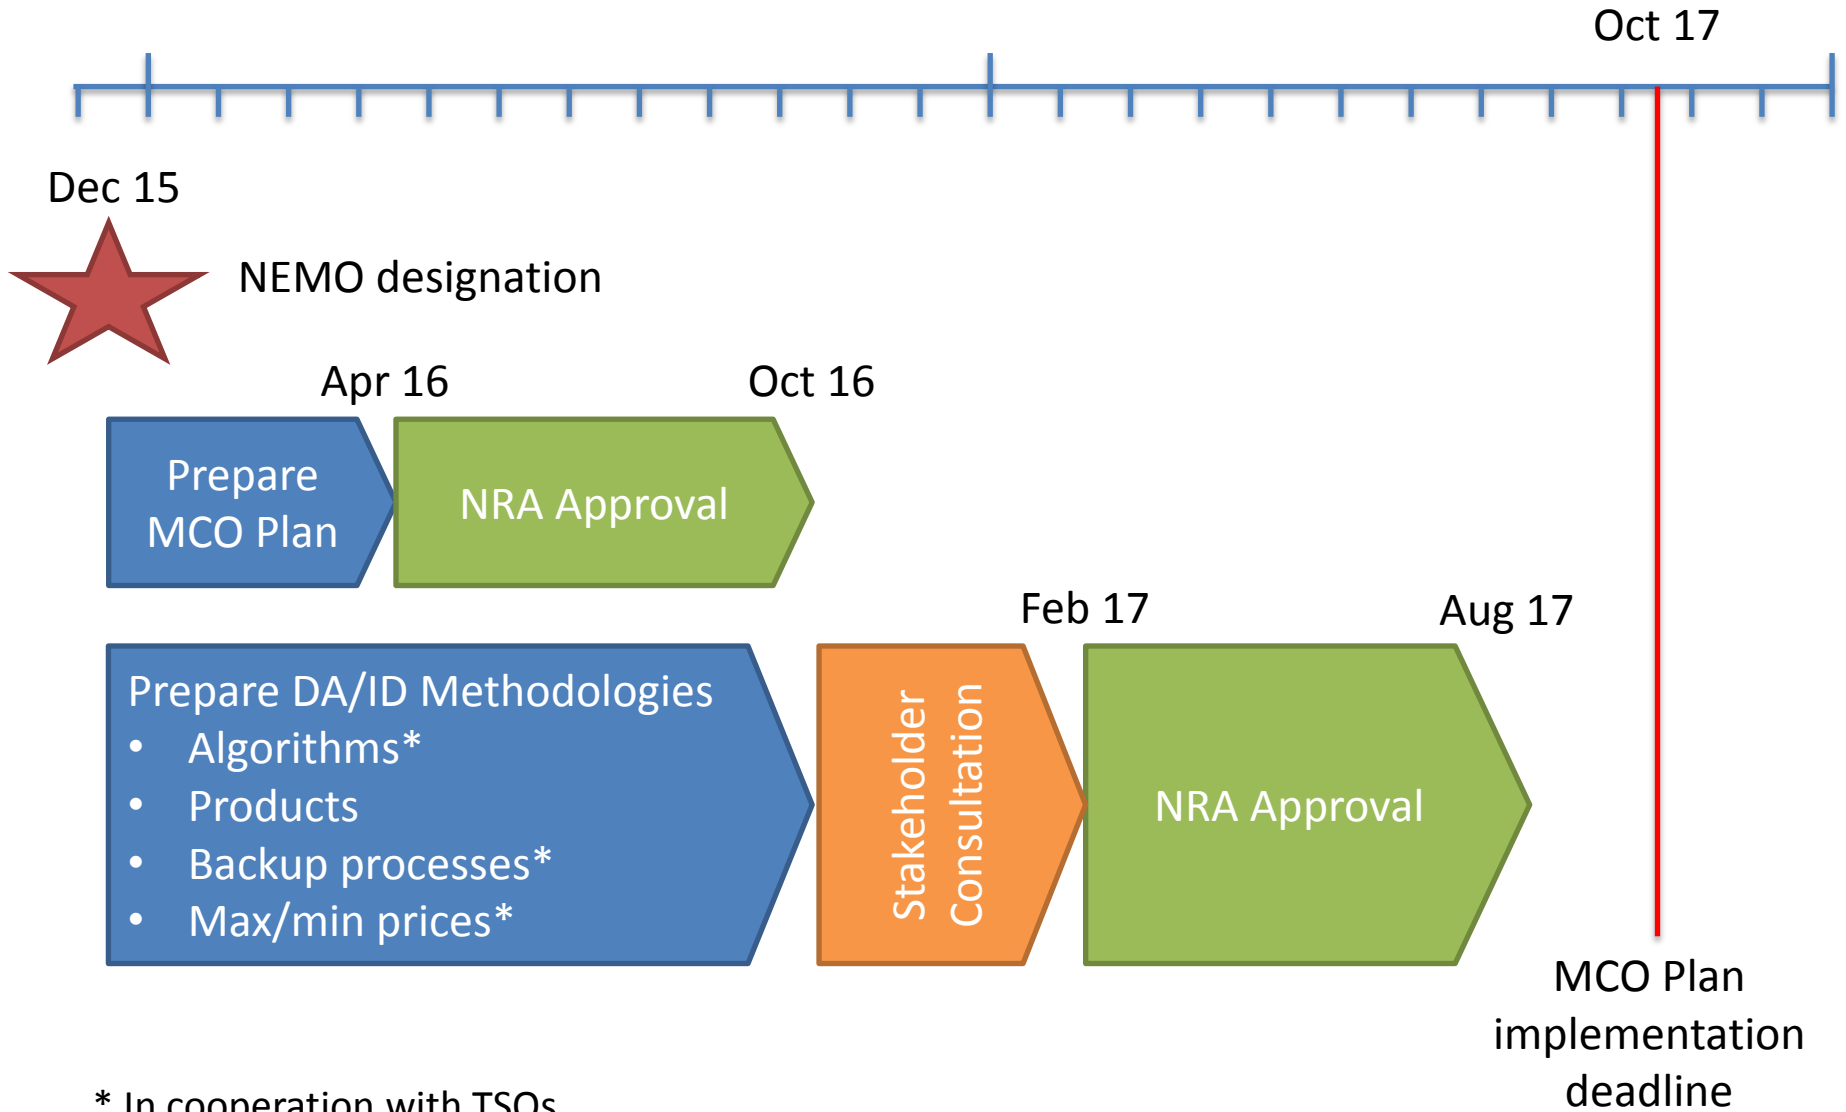 Oct 17
Dec 15
NEMO designation
Apr 16
Oct 16
Prepare
MCO Plan
NRA Approval
Feb 17
Aug 17
Prepare DA/ID Methodologies
• Algorithms*
• Products
• Backup processes*
• Max/min prices*
Stakeholder
Consultation
NRA Approval
MCO Plan
implementation
deadline
* In cooperation with TSOs